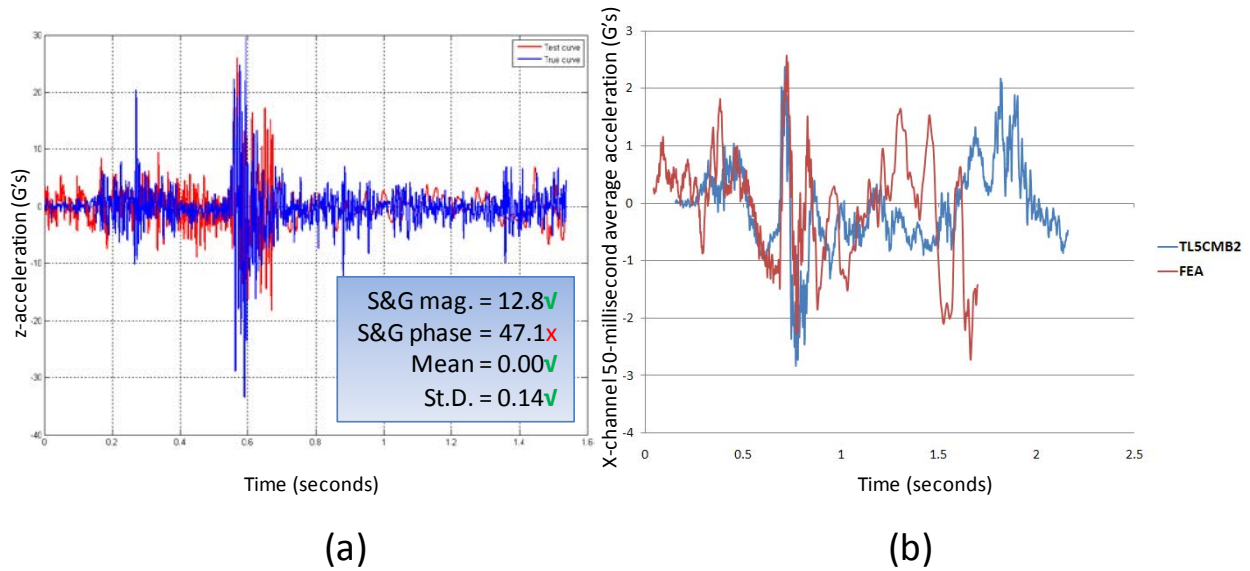 z-acceleration (G's)
30
20
10
0
-10
-20
-30
-40
0
0.2
0.4
0.6
0.8
1
1.2
1.4
1.6
Test curve
True curve
S&G mag. = 12.8√
S&G phase = 47.1x
Mean = 0.00√
St.D. = 0.14√
Time (seconds)
(a)
X-channel 50-millisecond average acceleration (G's)
3
2
1
0
-1
-2
-3
-4
0
0.5
1
1.5
2
2.5
TL5CMB2
FEA
Time (seconds)
(b)